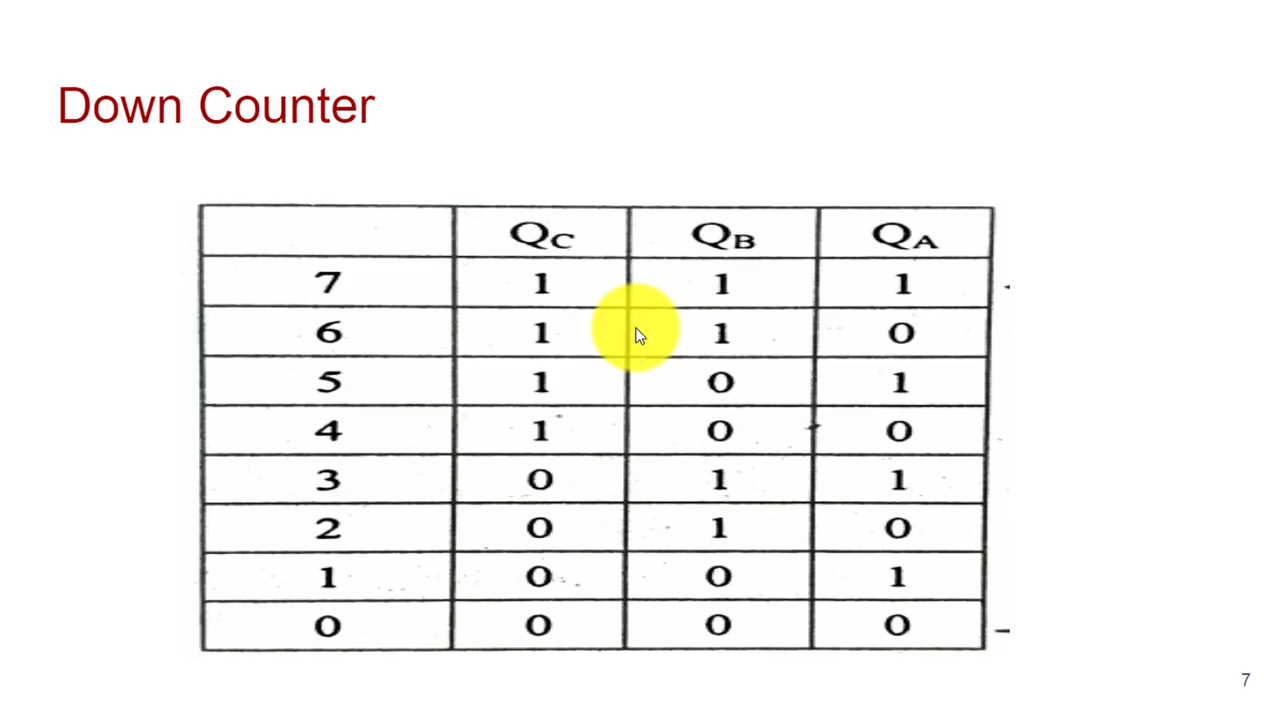 Down Counter
QC QB QA
7 1 1 1
6 1 1 0
5 1 0 1
4 1 0 0
3 0 1 1
2 0 1 0
1 0 0 1
0 0 0 0
7